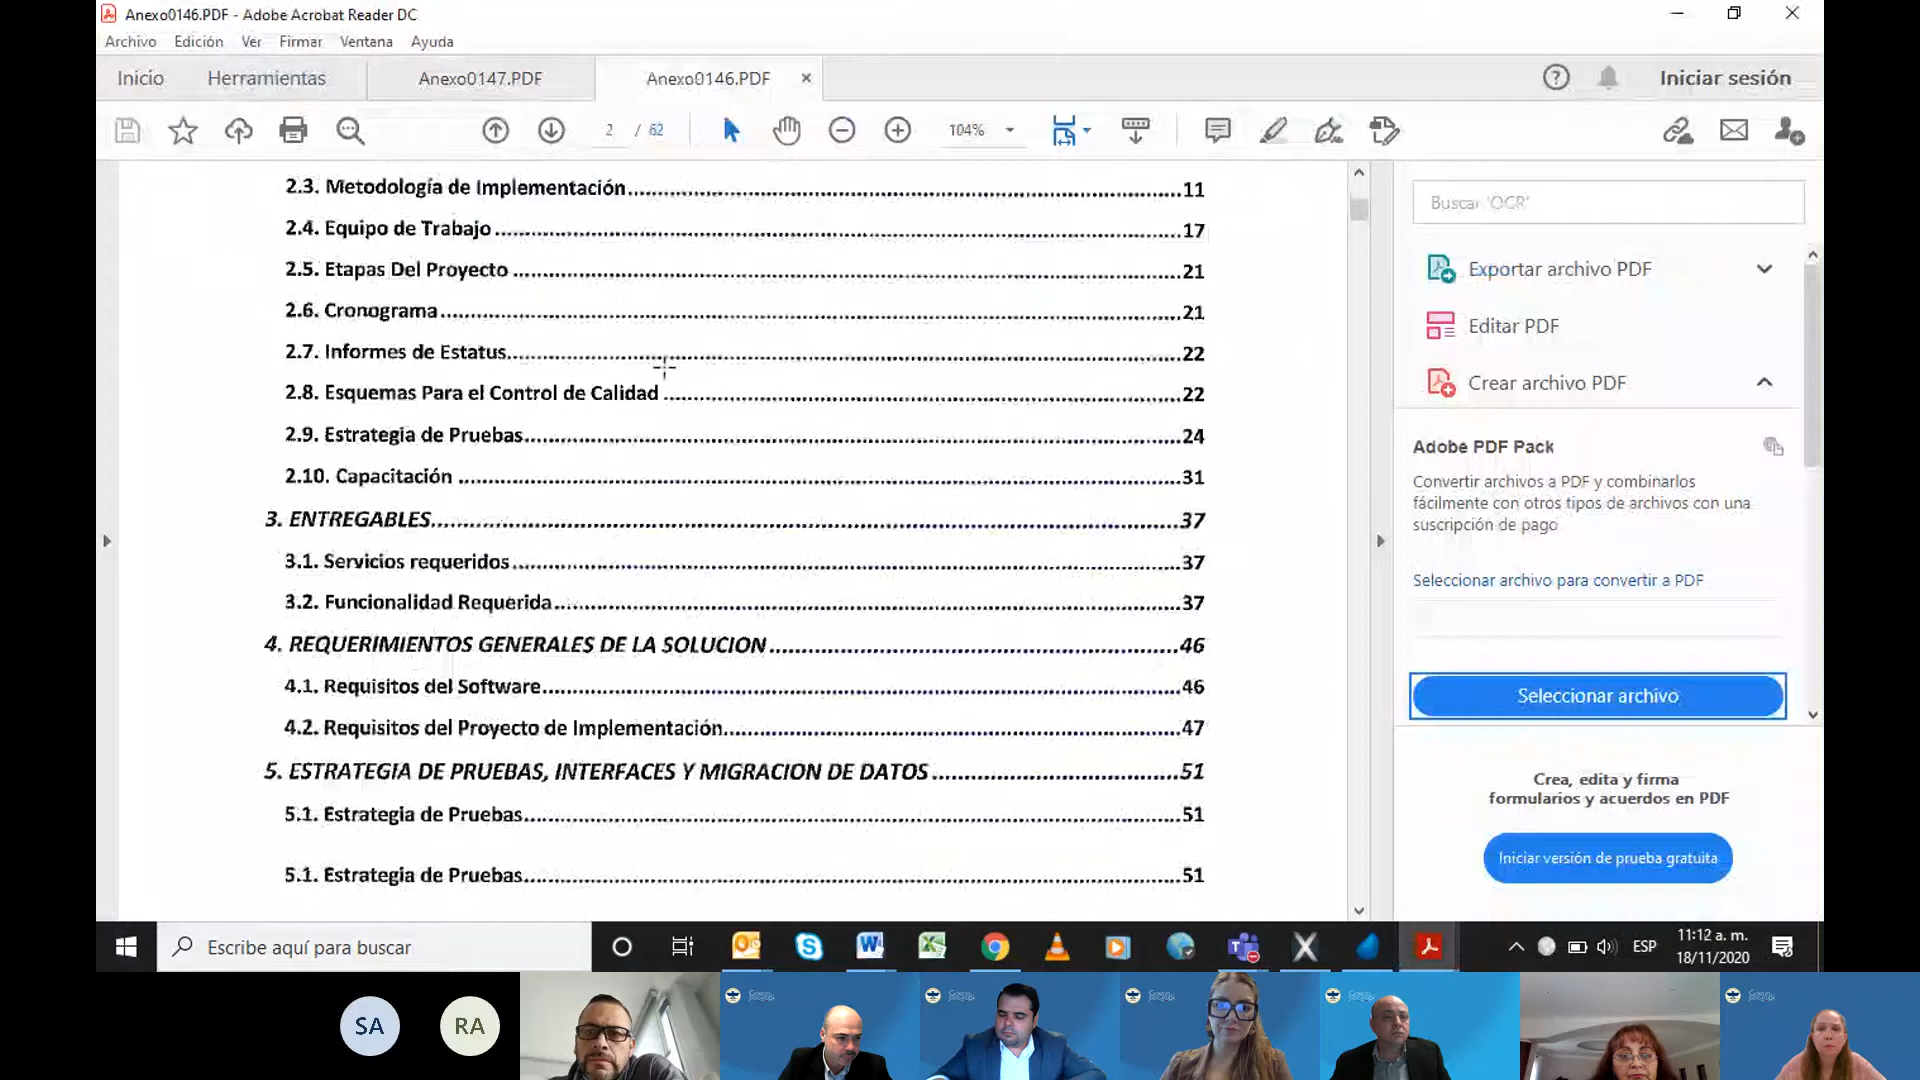 Anexo0146.PDF - Adobe Acrobat Reader DC
Archivo Edición Ver Firmar Ventana Ayuda
Inicio Herramientas Anexo0147.PDF Anexo0146.PDF × Iniciar sesión
2 / 62 104%
2.3. Metodología de Implementación 11
2.4. Equipo de Trabajo 17
2.5. Etapas Del Proyecto 21
2.6. Cronograma 21
2.7. Informes de Estatus 22
2.8. Esquemas Para el Control de Calidad 22
2.9. Estrategia de Pruebas 24
2.10. Capacitación 31
3. ENTREGABLES 37
3.1. Servicios requeridos 37
3.2. Funcionalidad Requerida 37
4. REQUERIMIENTOS GENERALES DE LA SOLUCION 46
4.1. Requisitos del Software 46
4.2. Requisitos del Proyecto de Implementación 47
5. ESTRATEGIA DE PRUEBAS, INTERFACES Y MIGRACION DE DATOS 51
5.1. Estrategia de Pruebas 51
5.1. Estrategia de Pruebas 51
Buscar 'OCR'
Exportar archivo PDF
Editar PDF
Crear archivo PDF
Adobe PDF Pack
Convertir archivos a PDF y combinarlos
fácilmente con otros tipos de archivos con una
suscripción de pago
Seleccionar archivo para convertir a PDF
Seleccionar archivo
Crea, edita y firma
formularios y acuerdos en PDF
Iniciar versión de prueba gratuita
Escribe aquí para buscar
ESP
11:12 a. m.
18/11/2020
SA RA